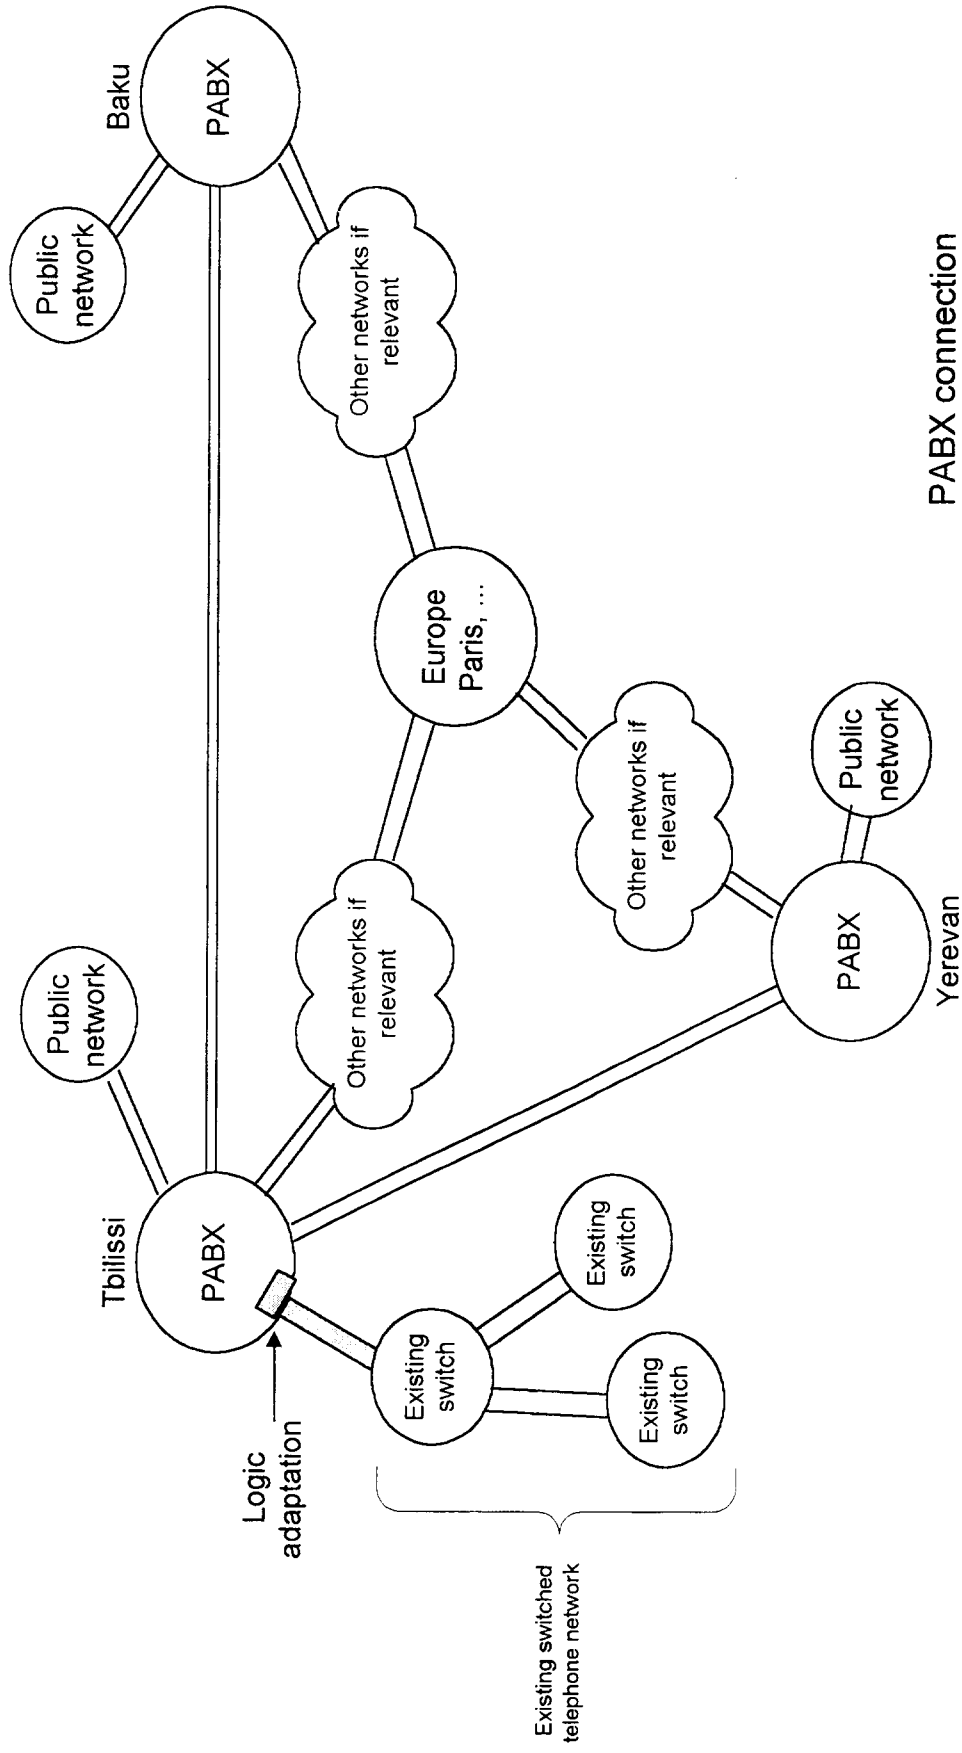 Tbilissi
PABX
Public
network
Baku
PABX
Public
network
Logic
adaptation
Other networks if
relevant
Other networks if
relevant
Europe
Paris, ...
Existing
switch
Existing
switch
Existing
switch
Existing switched
telephone network
Other networks if
relevant
PABX
Yerevan
Public
network
PABX connection